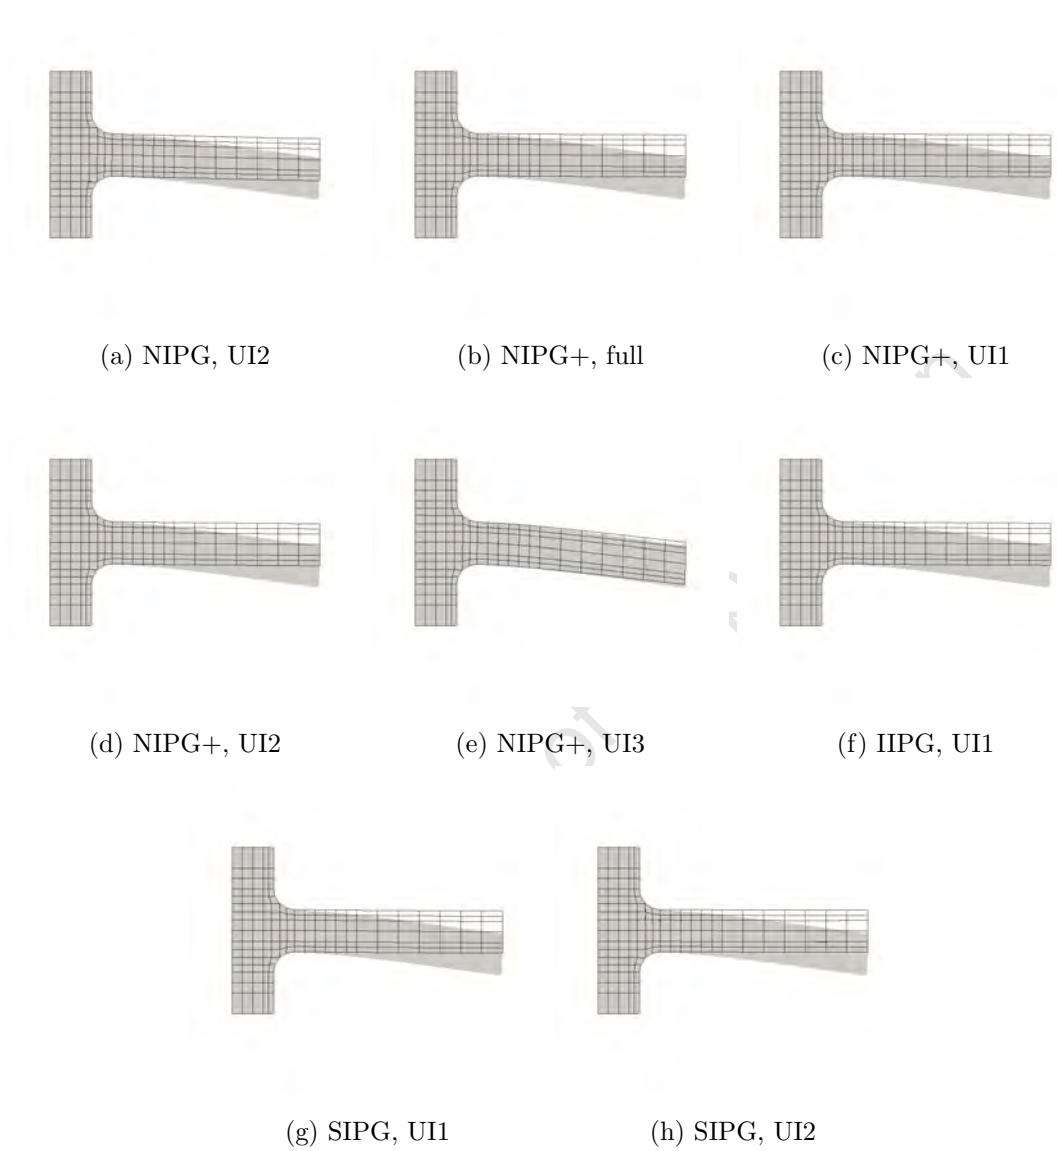 (a) NIPG, UI2
(b) NIPG+, full
(c) NIPG+, UI1
(d) NIPG+, UI2
(e) NIPG+, UI3
(f) IIPG, UI1
(g) SIPG, UI1
(h) SIPG, UI2